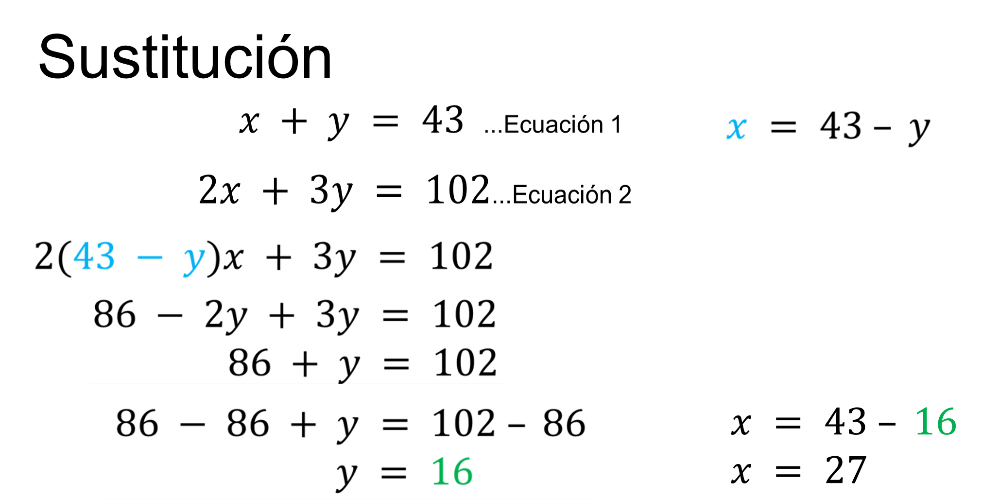 Sustitución
x + y = 43 ...Ecuación 1
x = 43 – y
2x + 3y = 102...Ecuación 2
2(43 − y)x + 3y = 102
86 − 2y + 3y = 102
86 + y = 102
86 − 86 + y = 102 – 86
y = 16
x = 43 – 16
x = 27